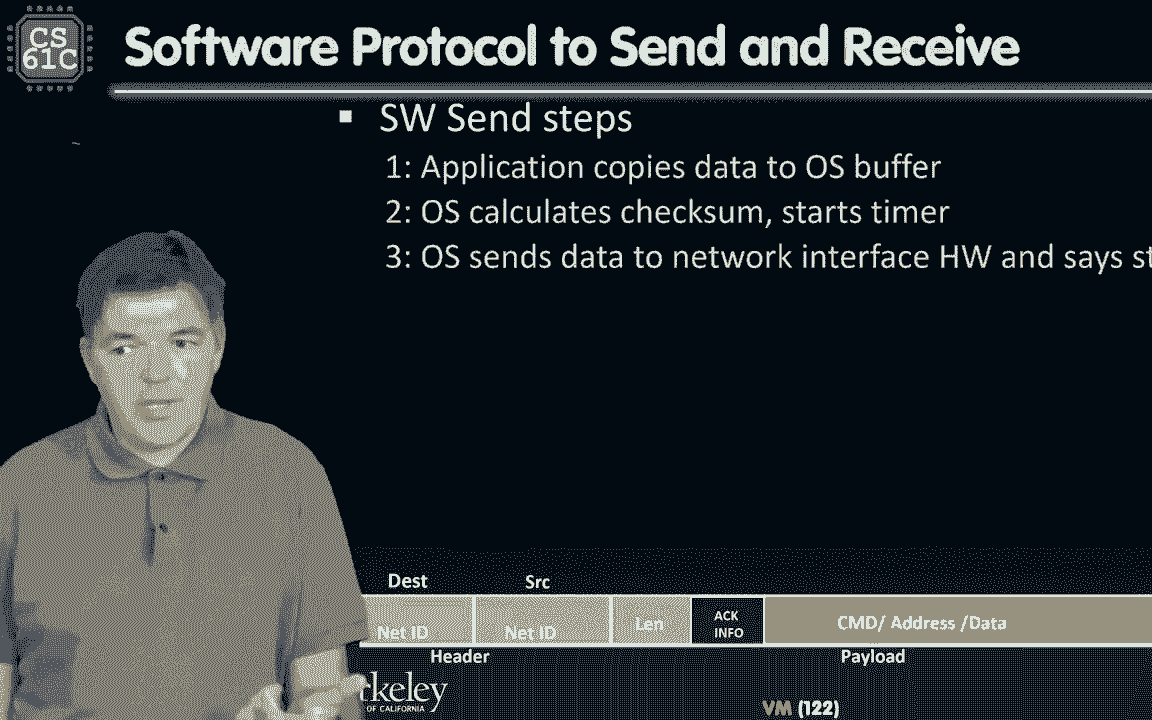 CS
61C
Software Protocol to Send and Receive
▪ SW Send steps
1: Application copies data to OS buffer
2: OS calculates checksum, starts timer
3: OS sends data to network interface HW and says st
Dest Src
Net ID Net ID Len ACK INFO CMD/ Address /Data
Header Payload
rkeley
OF CALIFORNIA
VM (122)